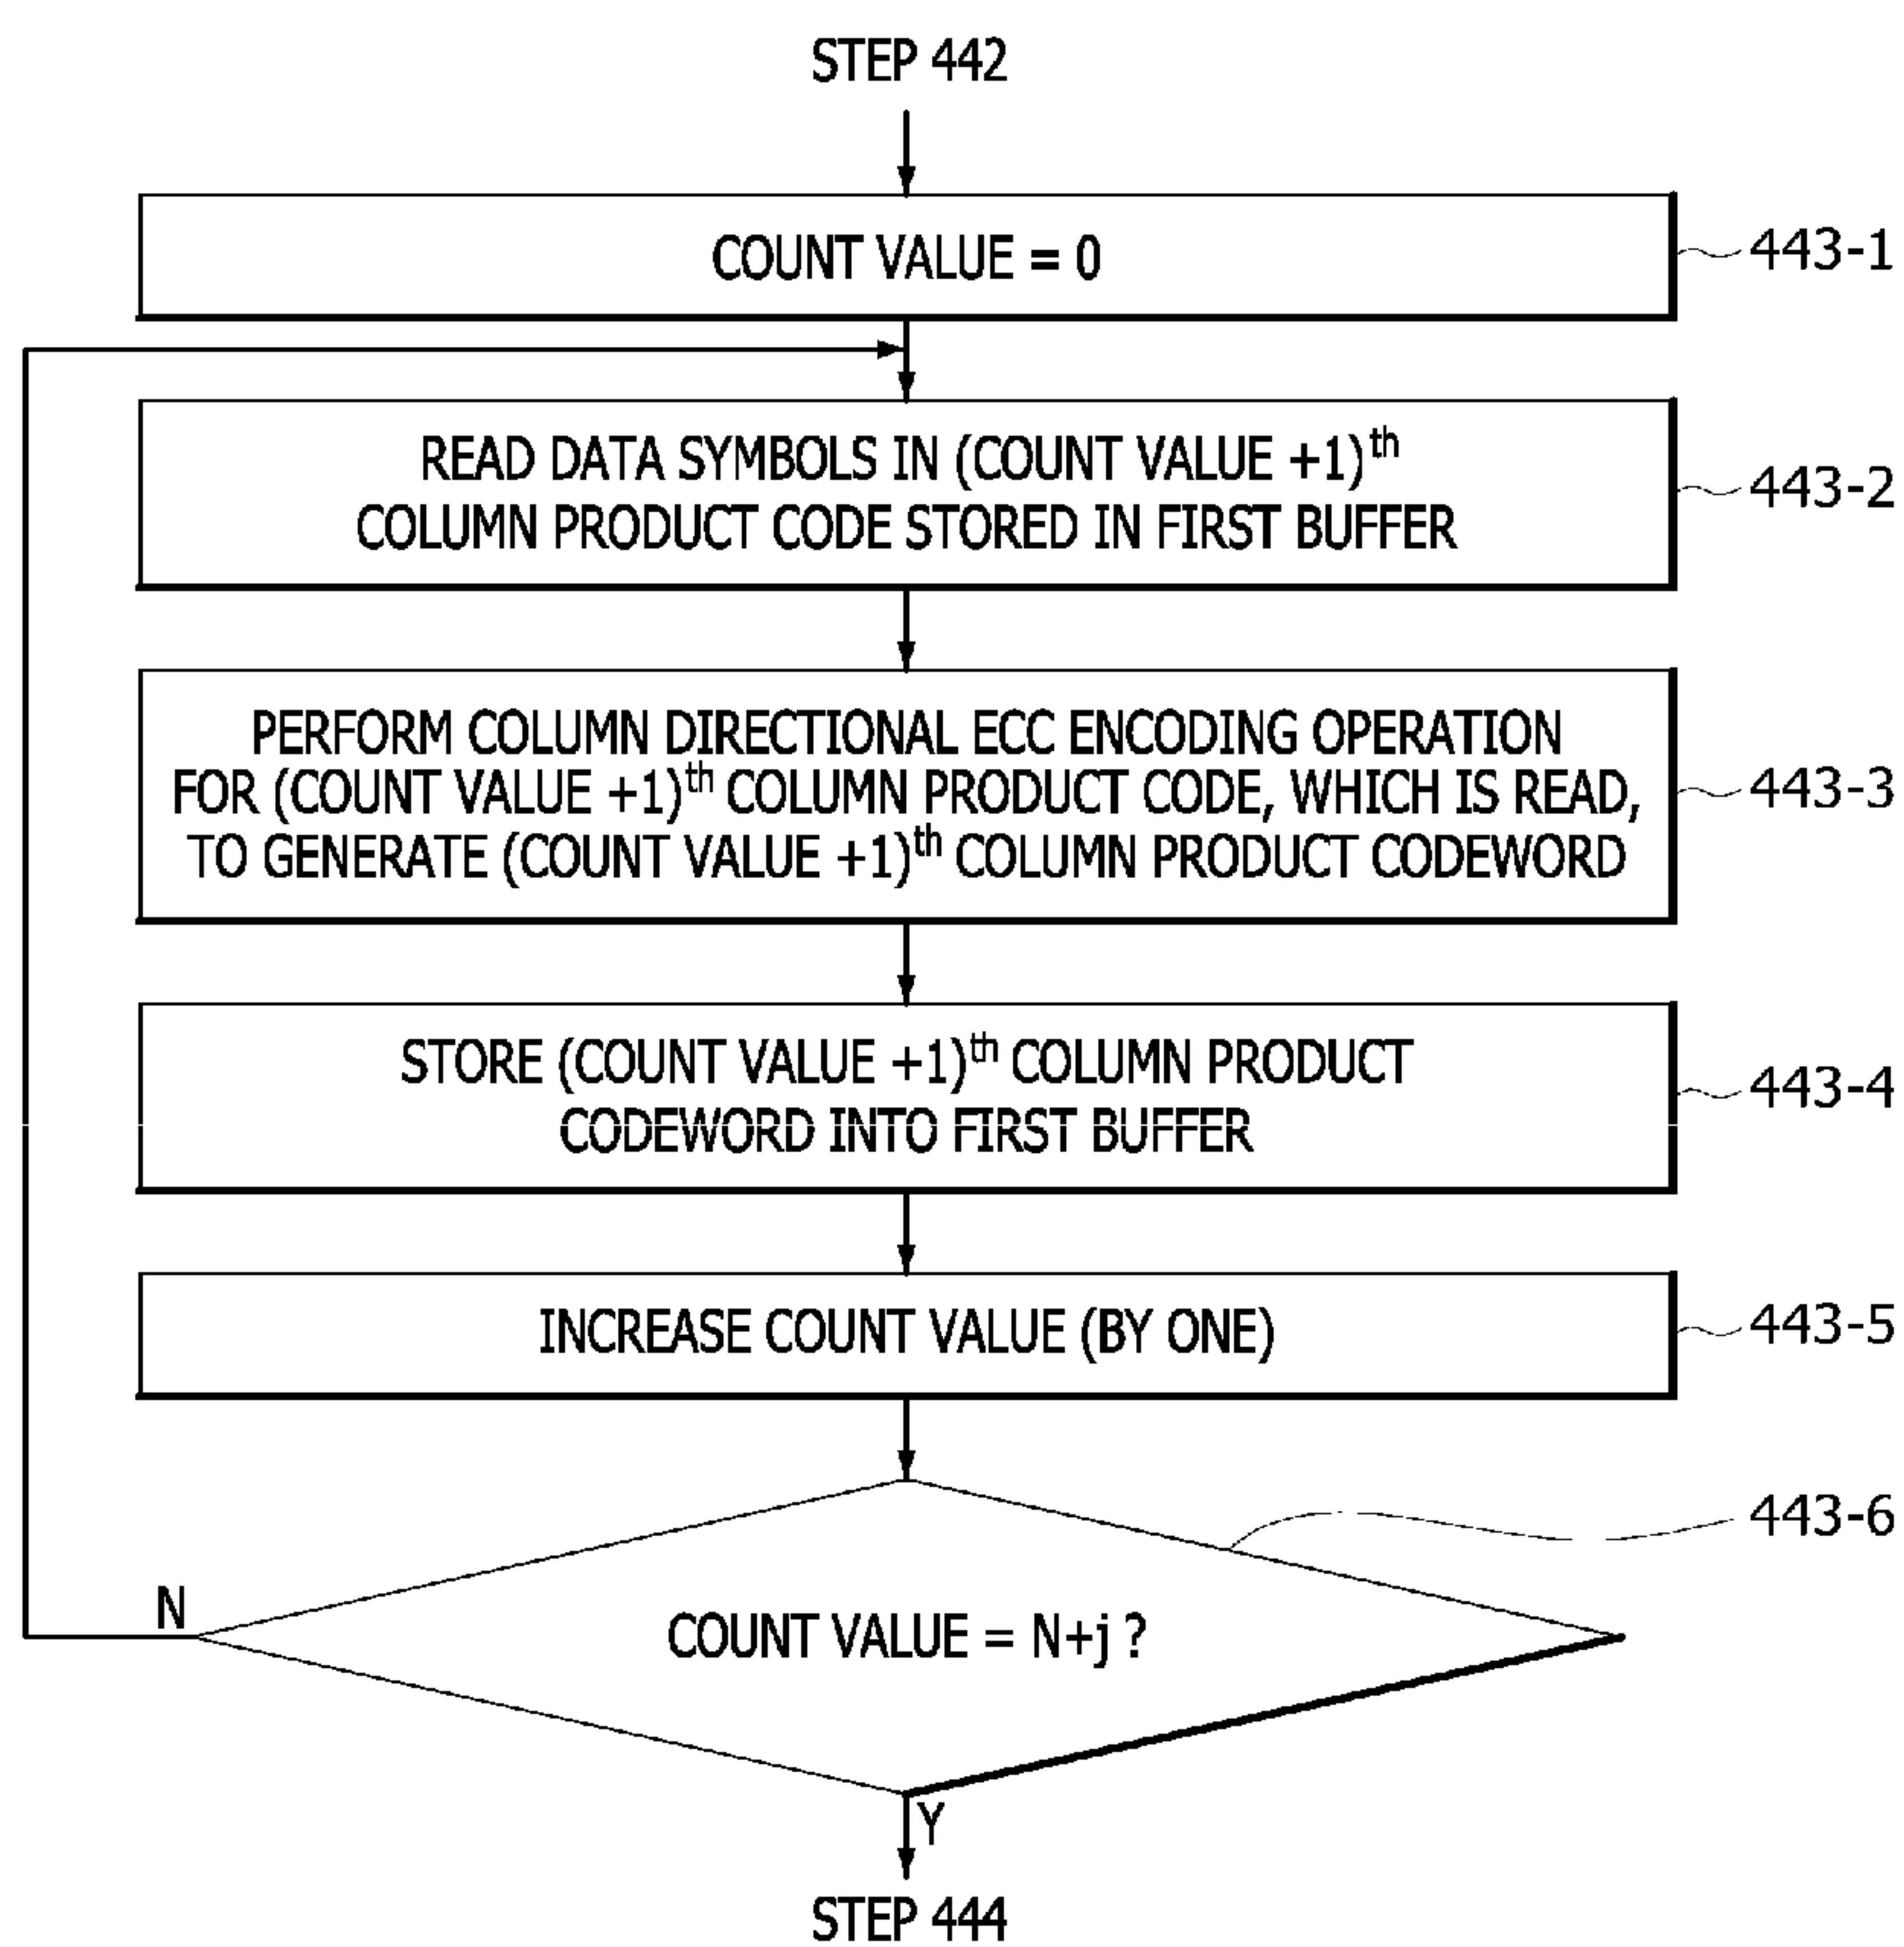 STEP 442
COUNT VALUE = 0
443-1
READ DATA SYMBOLS IN (COUNT VALUE +1)th
COLUMN PRODUCT CODE STORED IN FIRST BUFFER
443-2
PERFORM COLUMN DIRECTIONAL ECC ENCODING OPERATION
FOR (COUNT VALUE +1)th COLUMN PRODUCT CODE, WHICH IS READ,
TO GENERATE (COUNT VALUE +1)th COLUMN PRODUCT CODEWORD
443-3
STORE (COUNT VALUE +1)th COLUMN PRODUCT
CODEWORD INTO FIRST BUFFER
443-4
INCREASE COUNT VALUE (BY ONE)
443-5
443-6
N
COUNT VALUE = N+j ?
Y
STEP 444